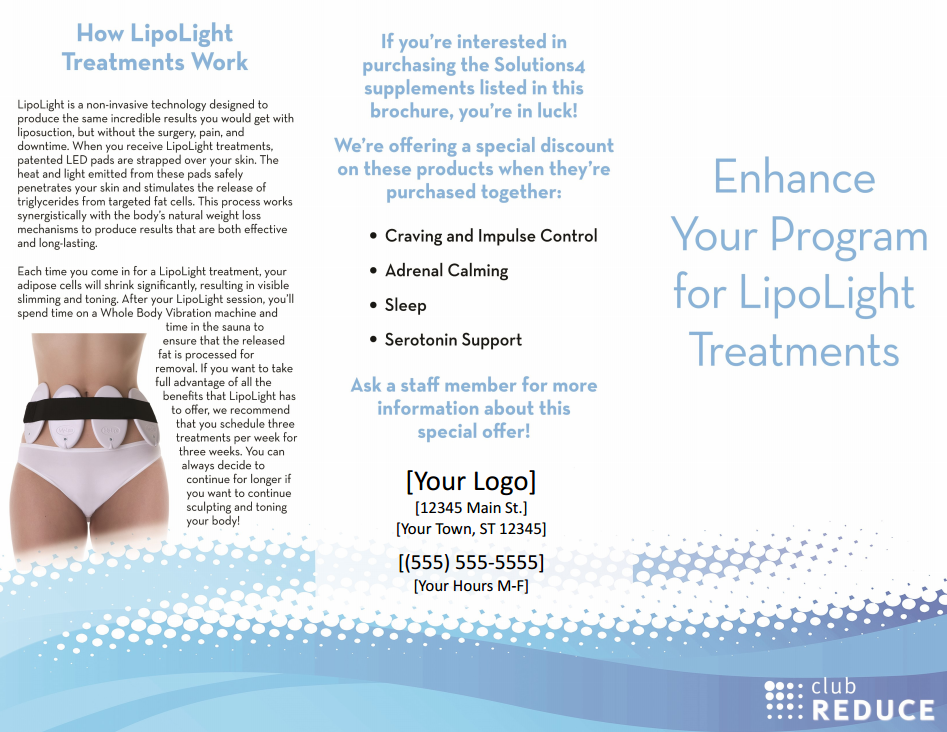 How LipoLight
Treatments Work
LipoLight is a non-invasive technology designed to
produce the same incredible results you would get with
liposuction, but without the surgery, pain, and
downtime. When you receive LipoLight treatments,
patented LED pads are strapped over your skin. The
heat and light emitted from these pads safely
penetrates your skin and stimulates the release of
triglycerides from targeted fat cells. This process works
synergistically with the body's natural weight loss
mechanisms to produce results that are both effective
and long-lasting.
Each time you come in for a LipoLight treatment, your
adipose cells will shrink significantly, resulting in visible
slimming and toning. After your LipoLight session, you'll
spend time on a Whole Body Vibration machine and
time in the sauna to
ensure that the released
fat is processed for
removal. If you want to take
full advantage of all the
benefits that LipoLight has
to offer, we recommend
that you schedule three
treatments per week for
three weeks. You can
always decide to
continue for longer if
you want to continue
sculpting and toning
your body!
If you're interested in
purchasing the Solutions4
supplements listed in this
brochure, you're in luck!
We're offering a special discount
on these products when they're
purchased together:
• Craving and Impulse Control
• Adrenal Calming
• Sleep
• Serotonin Support
Ask a staff member for more
information about this
special offer!
[Your Logo]
[12345 Main St.]
[Your Town, ST 12345]
[(555) 555-5555]
[Your Hours M-F]
Enhance
Your Program
for LipoLight
Treatments
club
REDUCE